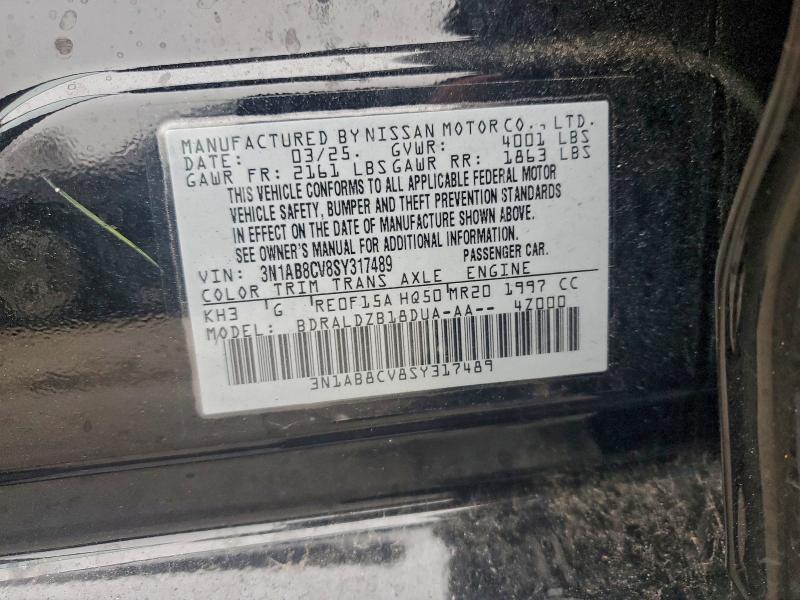 MANUFACTURED BY NISSAN MOTOR CO., LTD.
DATE: 03/25. GVWR: 4001 LBS
GAWR FR: 2161 LBS GAWR RR: 1863 LBS
THIS VEHICLE CONFORMS TO ALL APPLICABLE FEDERAL MOTOR
VEHICLE SAFETY, BUMPER AND THEFT PREVENTION STANDARDS
IN EFFECT ON THE DATE OF MANUFACTURE SHOWN ABOVE.
SEE OWNER'S MANUAL FOR ADDITIONAL INFORMATION.
VIN: 3N1AB8CV8SY317489 PASSENGER CAR.
COLOR TRIM TRANS AXLE ENGINE
KH3 G RE0F15A HQ50 MR20 1997 CC
MODEL: BDRALDZB18DUA-AA-- 4Z000
3N1AB8CV8SY317489